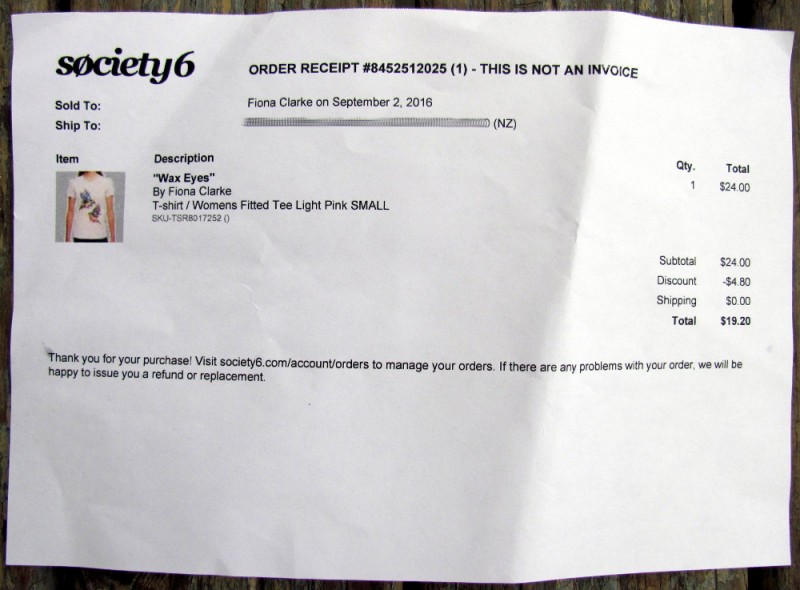 society6
ORDER RECEIPT #8452512025 (1) - THIS IS NOT AN INVOICE
Sold To: Fiona Clarke on September 2, 2016
Ship To: (NZ)
Item Description Qty. Total
"Wax Eyes" 1 $24.00
By Fiona Clarke
T-shirt / Womens Fitted Tee Light Pink SMALL
SKU-TSR8017252 ()
Subtotal $24.00
Discount -$4.80
Shipping $0.00
Total $19.20
Thank you for your purchase! Visit society6.com/account/orders to manage your orders. If there are any problems with your order, we will be
happy to issue you a refund or replacement.